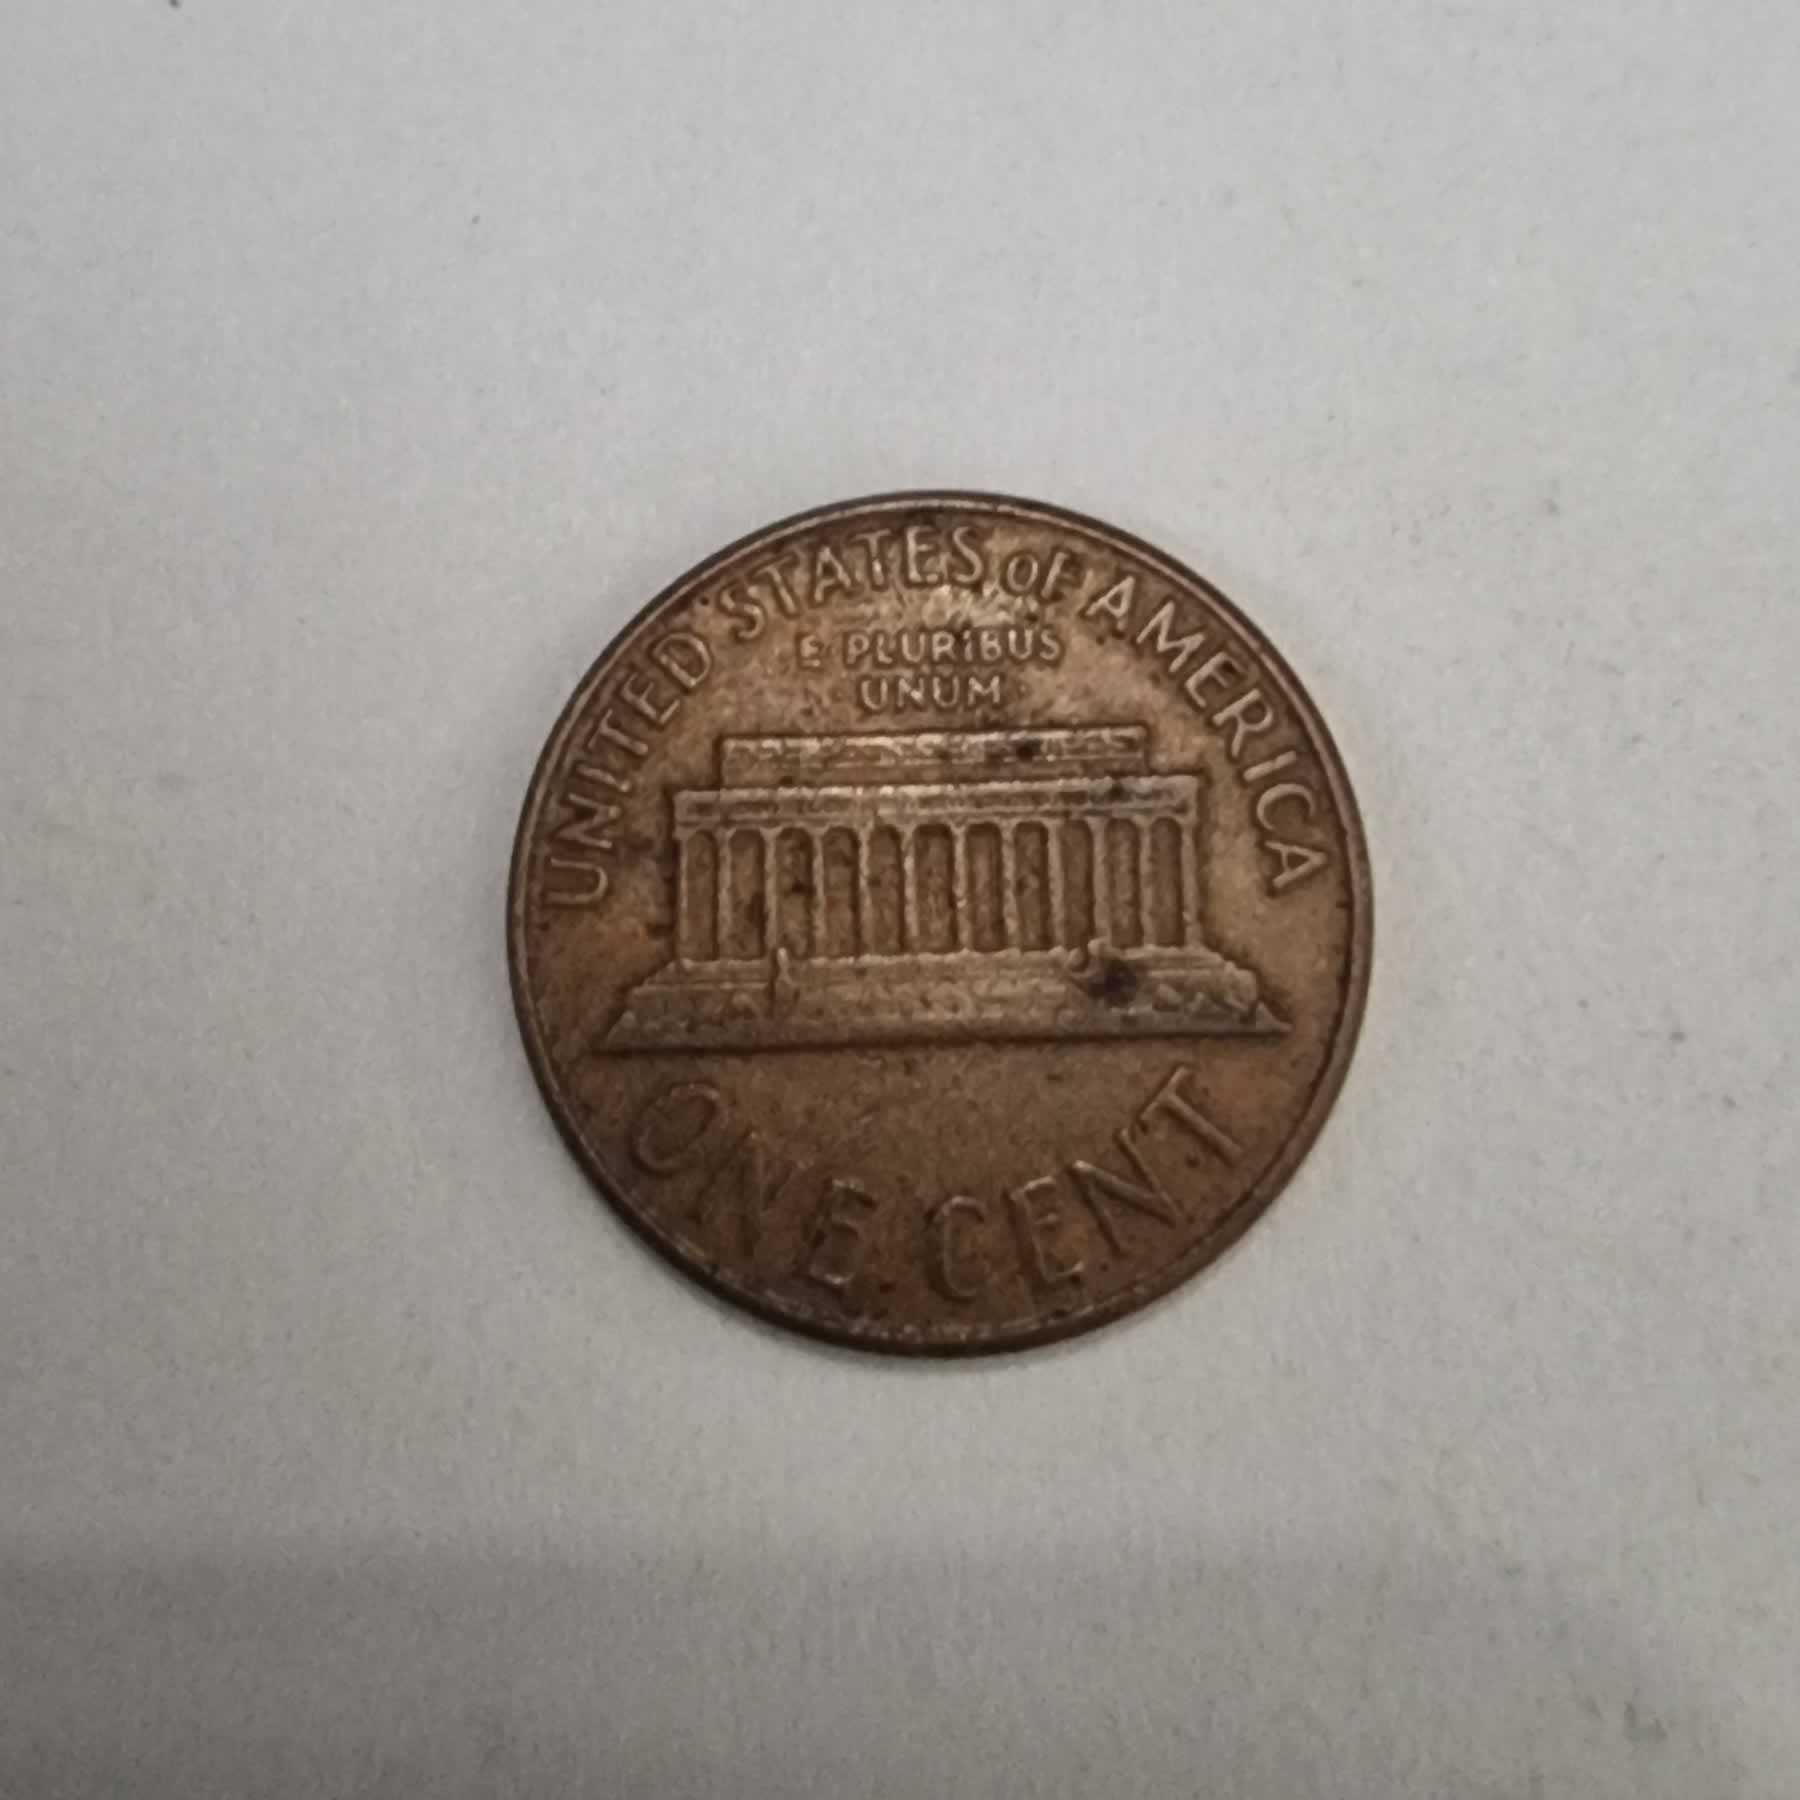 UNITED STATES of AMERICA
E PLURIBUS
UNUM
ONE CENT